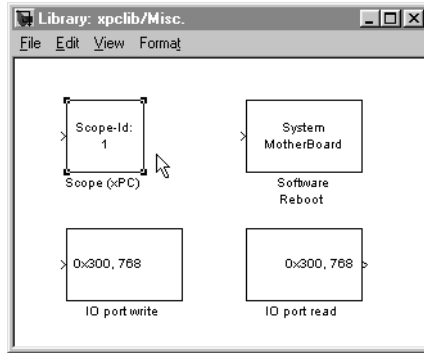 Library: xpclib/Misc.
File Edit View Format
Scope-Id:
1
Scope (xPC)
System
MotherBoard
Software
Reboot
0x300, 768
IO port write
0x300, 768
IO port read